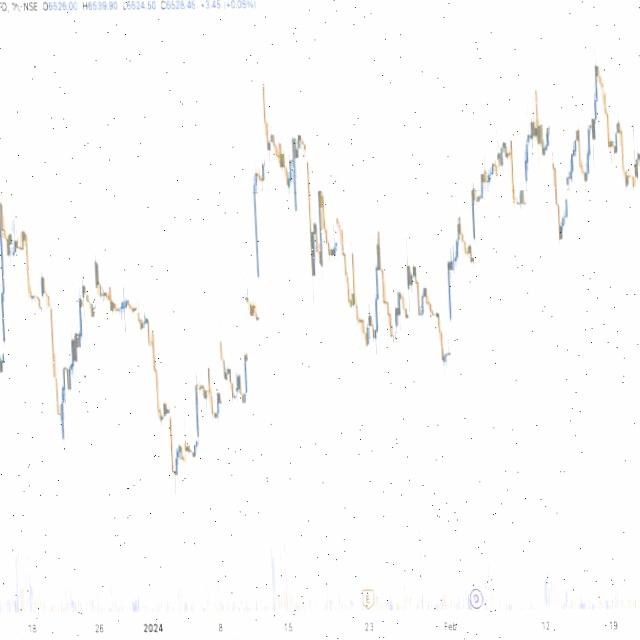 FO, 1h, NSE O6526.00 H6539.90 L6524.50 C6528.45 +3.45 (+0.05%)
E D
18 26 2024 8 15 23 Feb 12 19